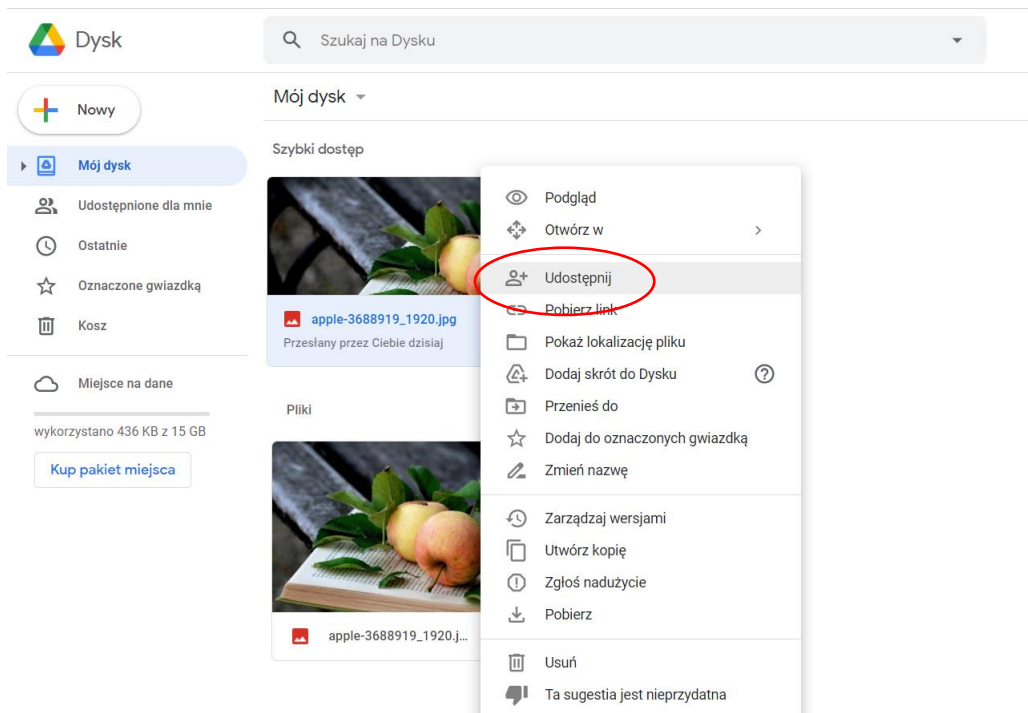 Dysk
Szukaj na Dysku
Nowy
Mój dysk
Udostępnione dla mnie
Ostatnie
Oznaczone gwiazdką
Kosz
Miejsce na dane
wykorzystano 436 KB z 15 GB
Kup pakiet miejsca
Mój dysk
Szybki dostęp
apple-3688919_1920.jpg
Przesłany przez Ciebie dzisiaj
Pliki
apple-3688919_1920.j...
Podgląd
Otwórz w
Udostępnij
Pobierz link
Pokaż lokalizację pliku
Dodaj skrót do Dysku
Przenieś do
Dodaj do oznaczonych gwiazdką
Zmień nazwę
Zarządzaj wersjami
Utwórz kopię
Zgłoś nadużycie
Pobierz
Usuń
Ta sugestia jest nieprzydatna